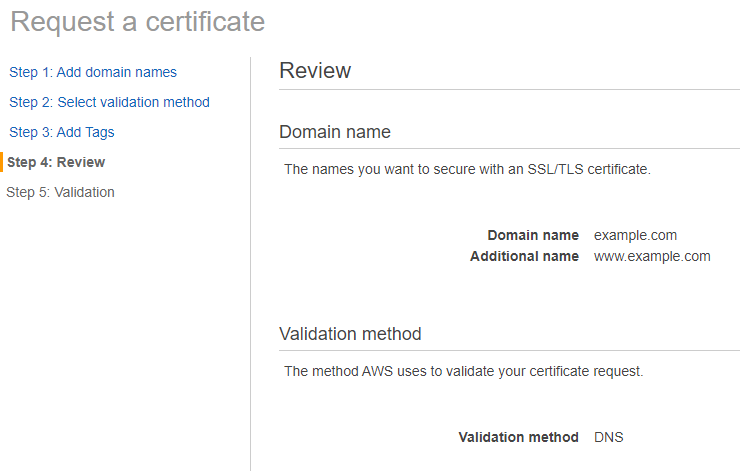 Request a certificate
Step 1: Add domain names
Step 2: Select validation method
Step 3: Add Tags
Step 4: Review
Step 5: Validation
Review
Domain name
The names you want to secure with an SSL/TLS certificate.
Domain name example.com
Additional name www.example.com
Validation method
The method AWS uses to validate your certificate request.
Validation method DNS